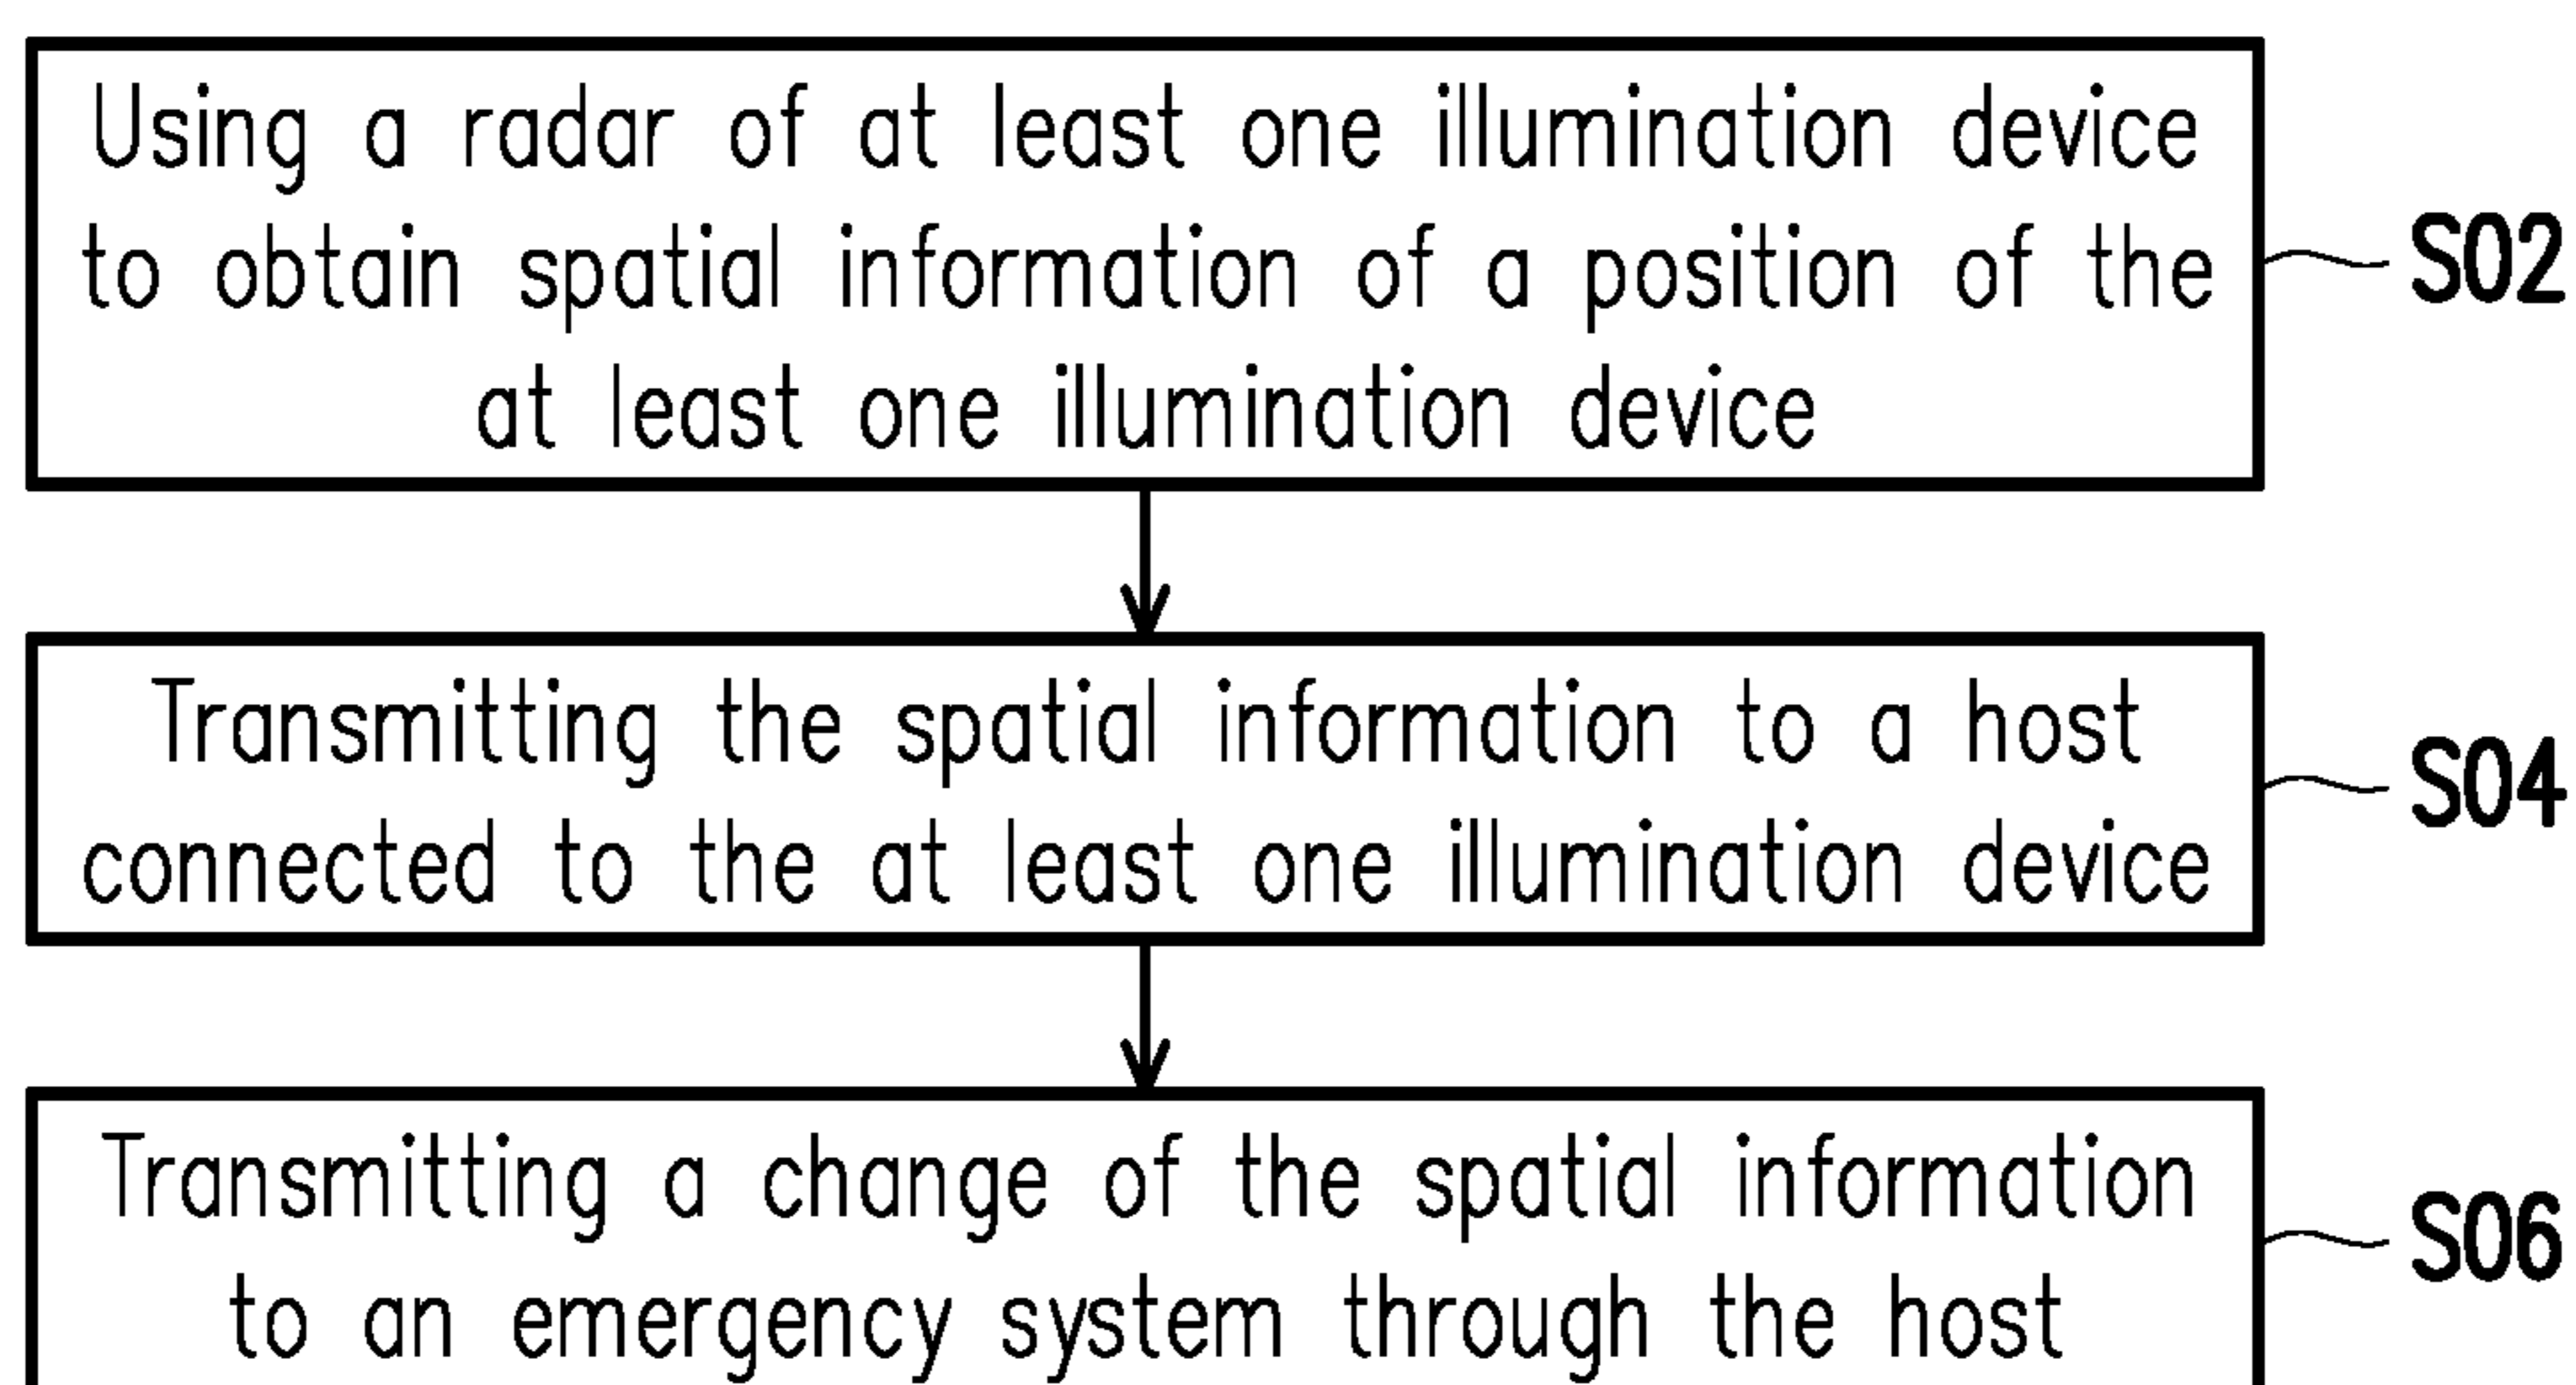 Using a radar of at least one illumination device
to obtain spatial information of a position of the
at least one illumination device
S02
Transmitting the spatial information to a host
connected to the at least one illumination device
S04
Transmitting a change of the spatial information
to an emergency system through the host
S06